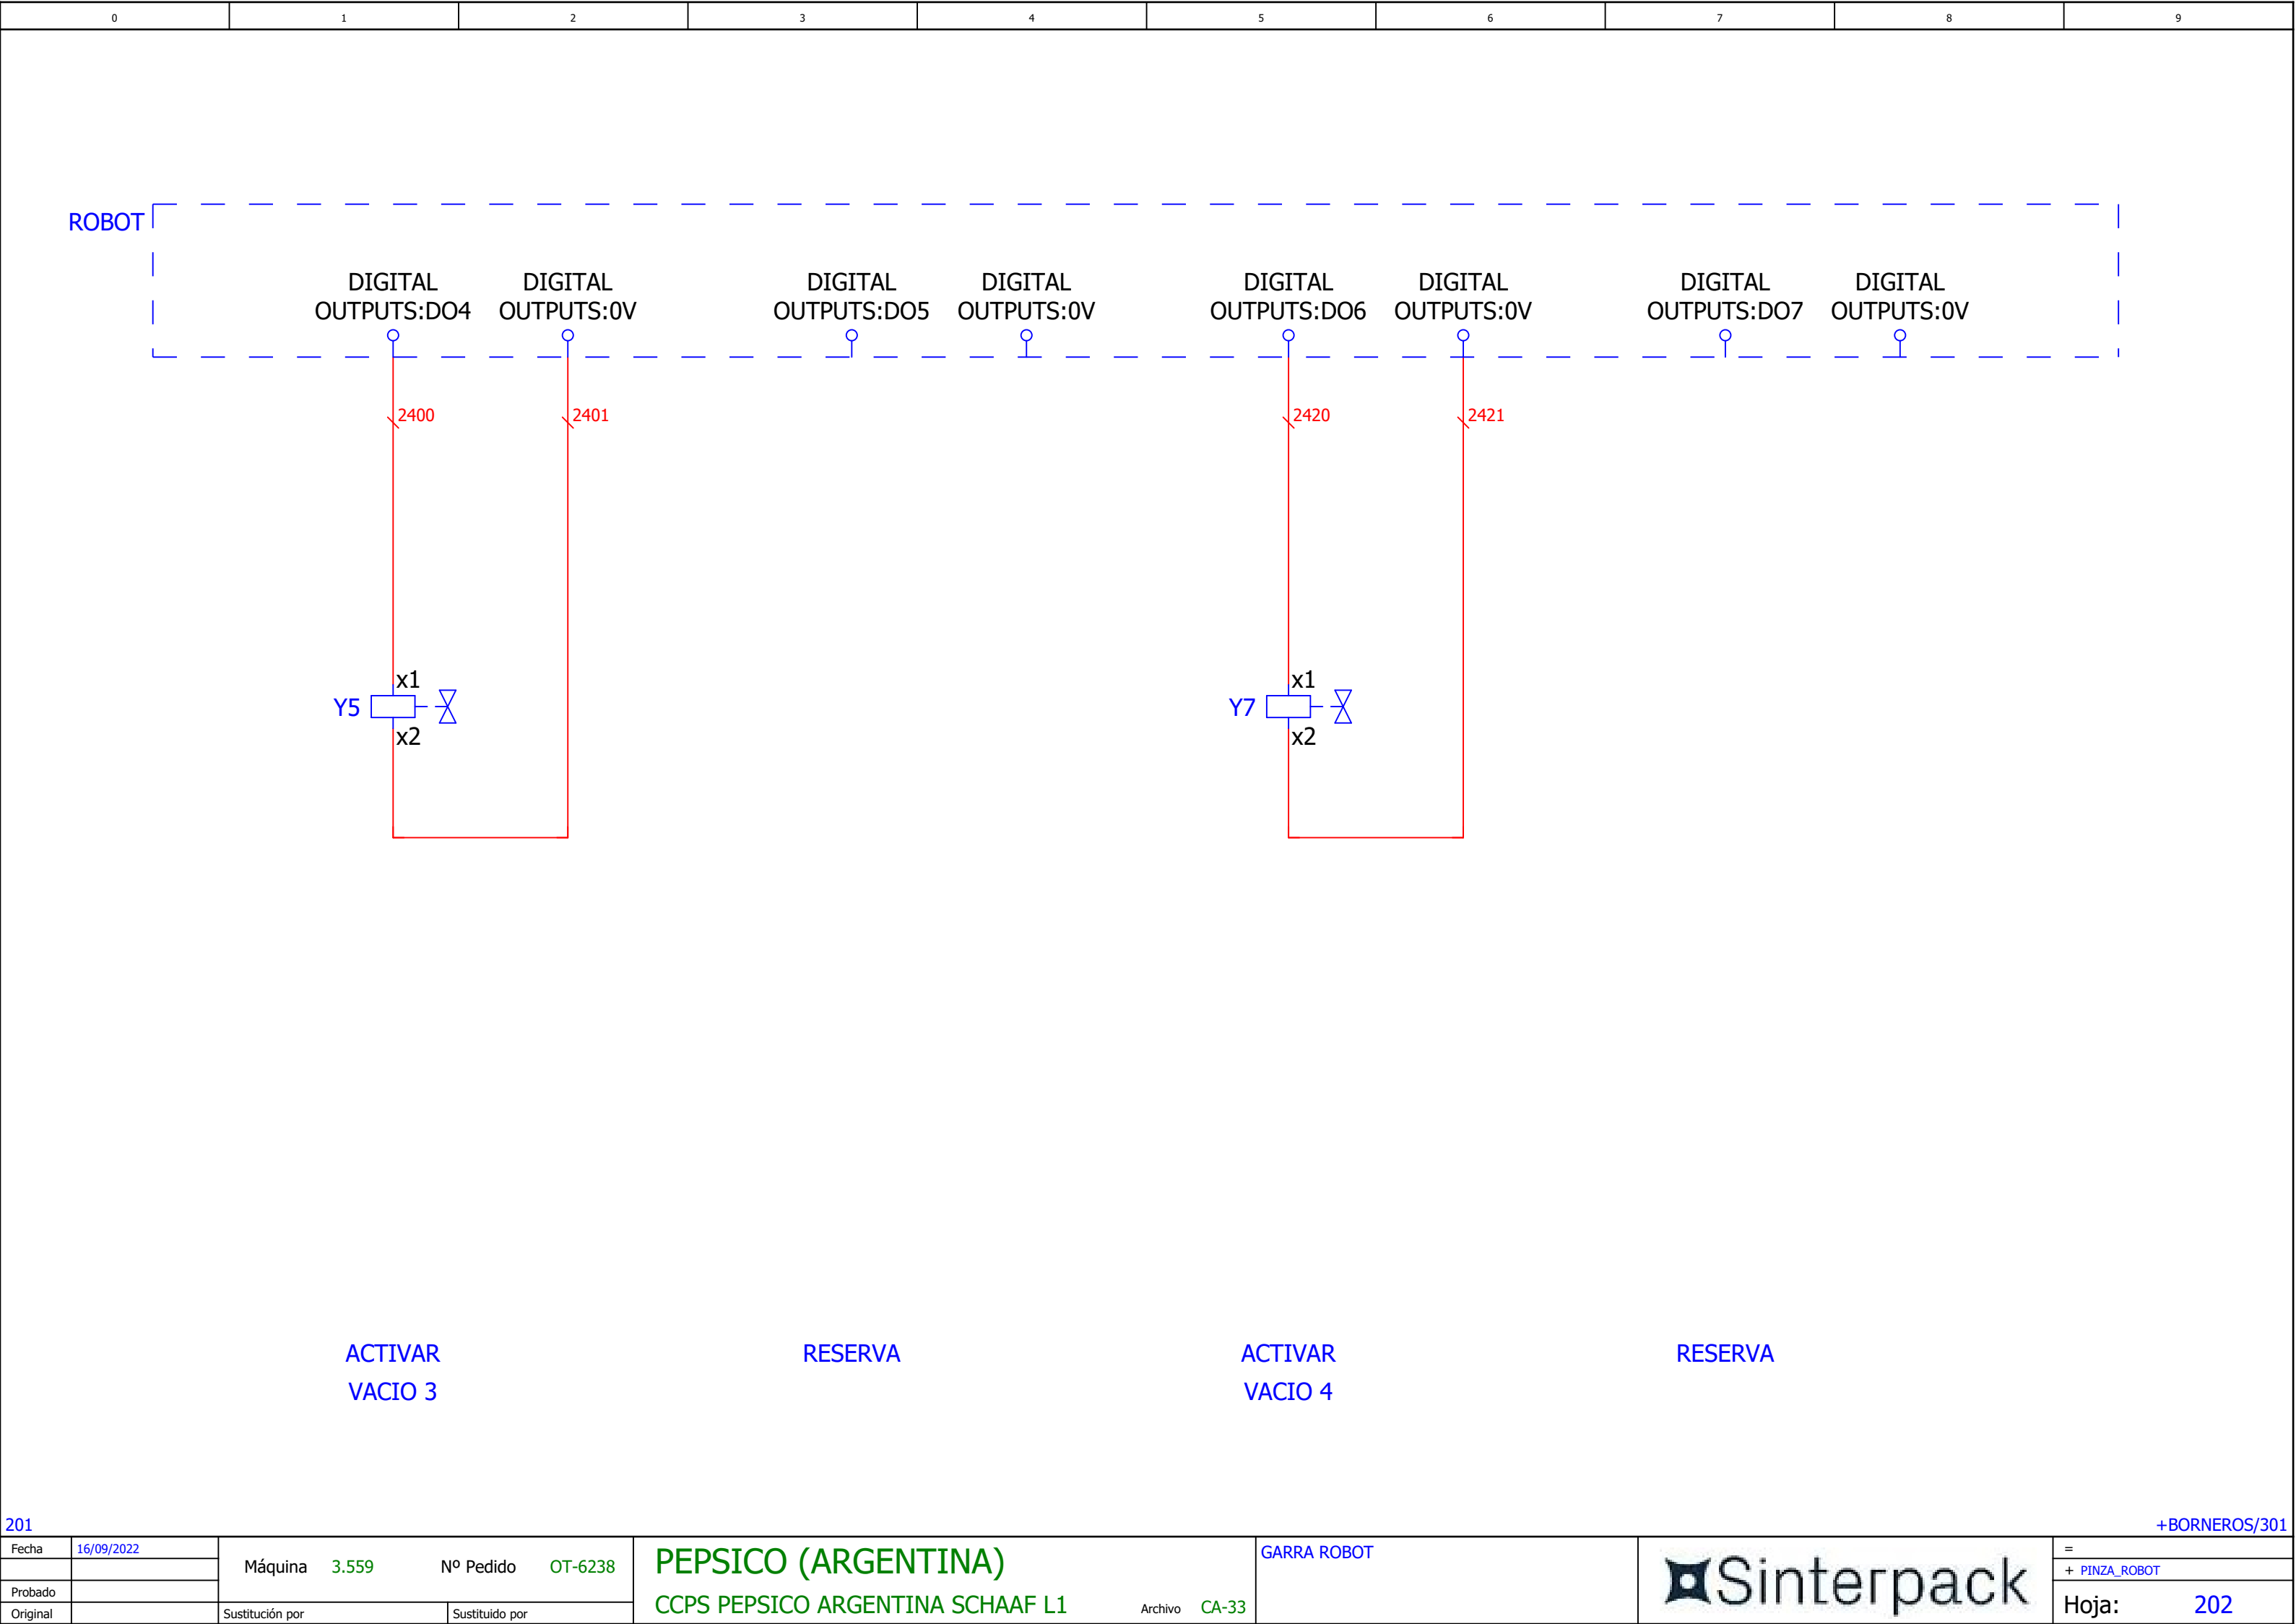 0 1 2 3 4 5 6 7 8 9
ROBOT
DIGITAL DIGITAL DIGITAL DIGITAL DIGITAL DIGITAL DIGITAL DIGITAL
OUTPUTS:DO4 OUTPUTS:0V OUTPUTS:DO5 OUTPUTS:0V OUTPUTS:DO6 OUTPUTS:0V OUTPUTS:DO7 OUTPUTS:0V
2400 2401 2420 2421
x1 x1
Y5 Y7
x2 x2
ACTIVAR RESERVA ACTIVAR RESERVA
VACIO 3 VACIO 4
201 +BORNEROS/301
Fecha 16/09/2022
Máquina 3.559 Nº Pedido OT-6238
Probado
Original Sustitución por Sustituido por
PEPSICO (ARGENTINA)
CCPS PEPSICO ARGENTINA SCHAAF L1 Archivo CA-33
GARRA ROBOT
Sinterpack
=
+ PINZA_ROBOT
Hoja: 202